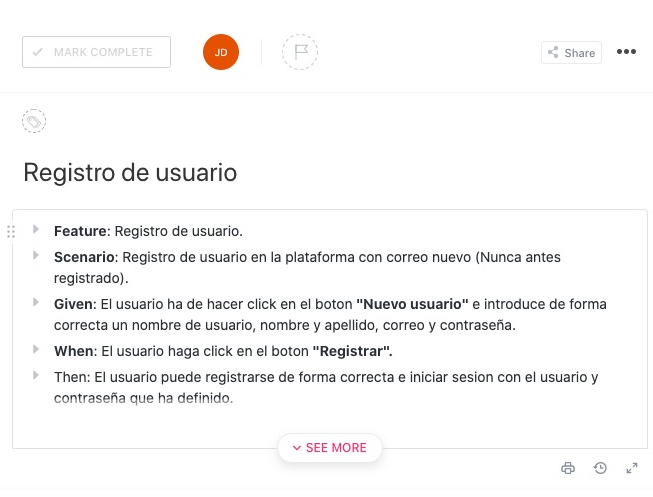 MARK COMPLETE
JD
Share
Registro de usuario
Feature: Registro de usuario.
Scenario: Registro de usuario en la plataforma con correo nuevo (Nunca antes
registrado).
Given: El usuario ha de hacer click en el boton "Nuevo usuario" e introduce de forma
correcta un nombre de usuario, nombre y apellido, correo y contraseña.
When: El usuario haga click en el boton "Registrar".
Then: El usuario puede registrarse de forma correcta e iniciar sesion con el usuario y
contraseña que ha definido.
SEE MORE